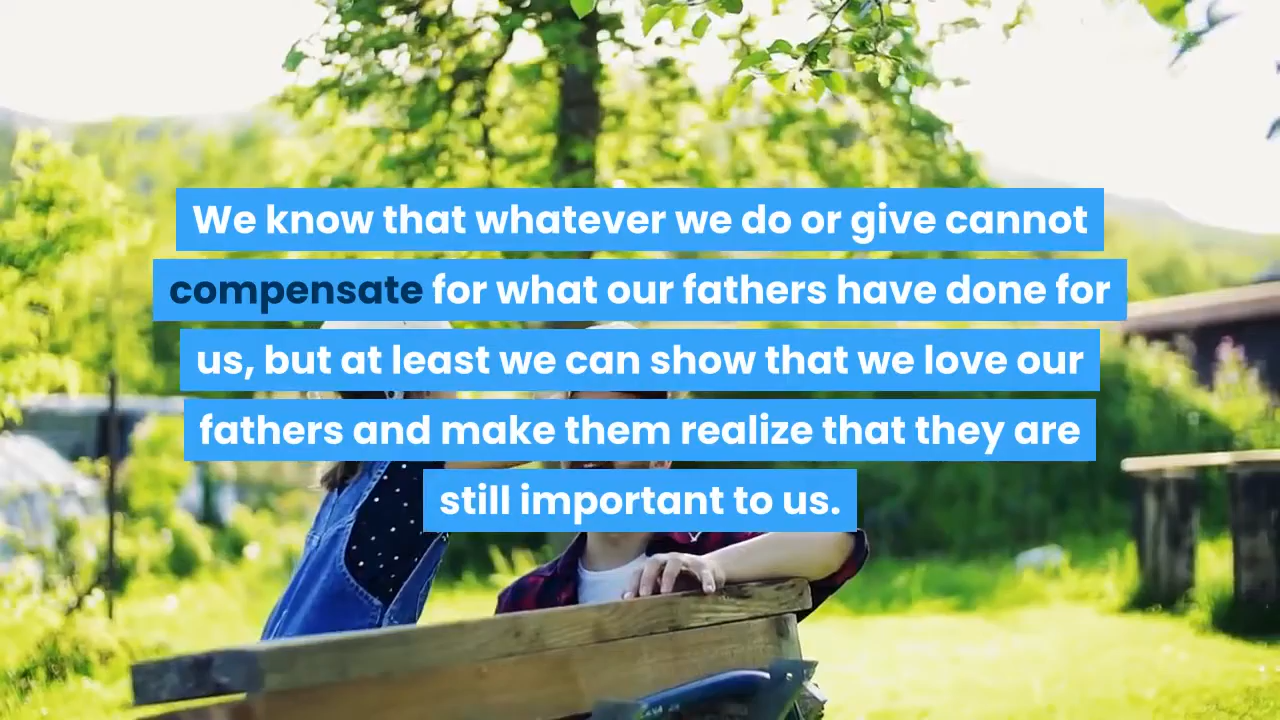 We know that whatever we do or give cannot
compensate for what our fathers have done for
us, but at least we can show that we love our
fathers and make them realize that they are
still important to us.